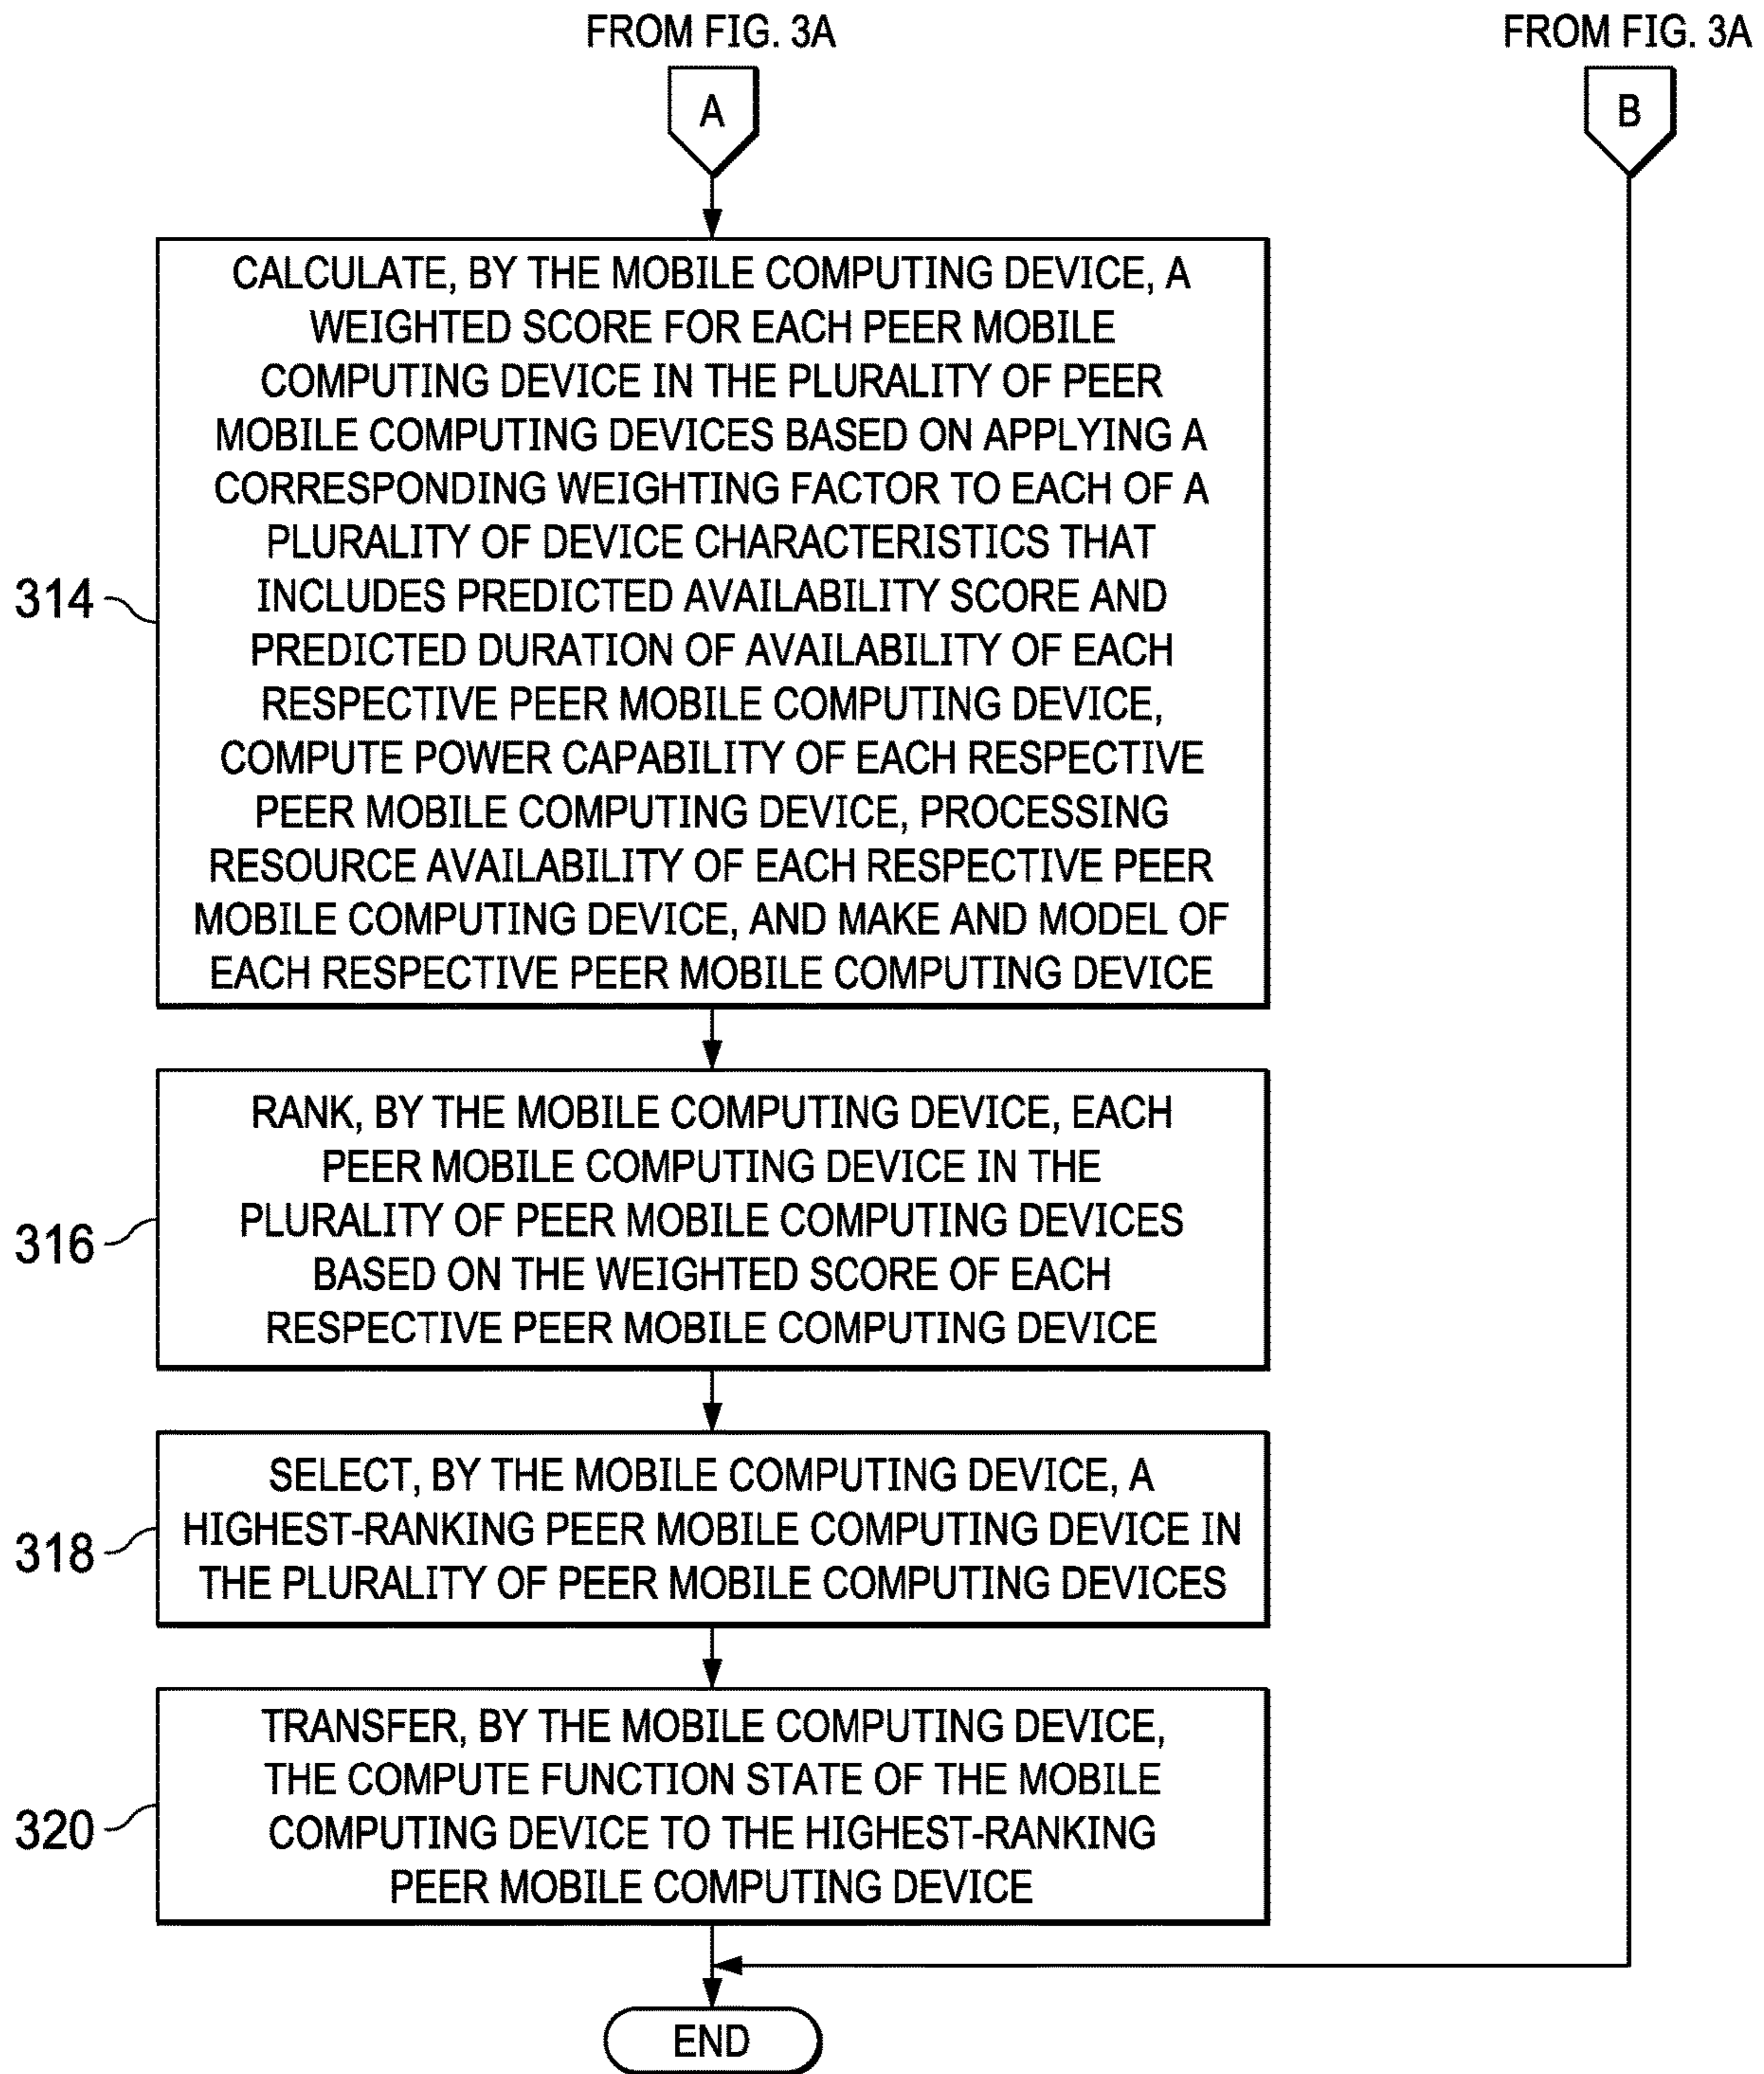 FROM FIG. 3A
FROM FIG. 3A
A
B
CALCULATE, BY THE MOBILE COMPUTING DEVICE, A
WEIGHTED SCORE FOR EACH PEER MOBILE
COMPUTING DEVICE IN THE PLURALITY OF PEER
MOBILE COMPUTING DEVICES BASED ON APPLYING A
CORRESPONDING WEIGHTING FACTOR TO EACH OF A
PLURALITY OF DEVICE CHARACTERISTICS THAT
INCLUDES PREDICTED AVAILABILITY SCORE AND
PREDICTED DURATION OF AVAILABILITY OF EACH
RESPECTIVE PEER MOBILE COMPUTING DEVICE,
COMPUTE POWER CAPABILITY OF EACH RESPECTIVE
PEER MOBILE COMPUTING DEVICE, PROCESSING
RESOURCE AVAILABILITY OF EACH RESPECTIVE PEER
MOBILE COMPUTING DEVICE, AND MAKE AND MODEL OF
EACH RESPECTIVE PEER MOBILE COMPUTING DEVICE
314
RANK, BY THE MOBILE COMPUTING DEVICE, EACH
PEER MOBILE COMPUTING DEVICE IN THE
PLURALITY OF PEER MOBILE COMPUTING DEVICES
BASED ON THE WEIGHTED SCORE OF EACH
RESPECTIVE PEER MOBILE COMPUTING DEVICE
316
SELECT, BY THE MOBILE COMPUTING DEVICE, A
HIGHEST-RANKING PEER MOBILE COMPUTING DEVICE IN
THE PLURALITY OF PEER MOBILE COMPUTING DEVICES
318
TRANSFER, BY THE MOBILE COMPUTING DEVICE,
THE COMPUTE FUNCTION STATE OF THE MOBILE
COMPUTING DEVICE TO THE HIGHEST-RANKING
PEER MOBILE COMPUTING DEVICE
320
END